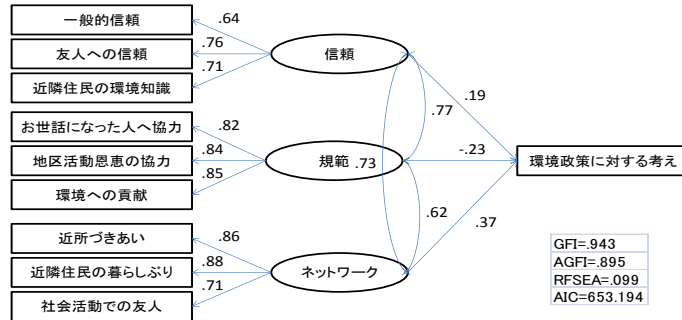 一般的信頼
友人への信頼
近隣住民の環境知識
.64
.76
.71
信頼
お世話になった人へ協力
地区活動恩恵の協力
環境への貢献
.82
.84
.85
規範
.73
近所づきあい
近隣住民の暮らしぶり
社会活動での友人
.86
.88
.71
ネットワーク
.77
.62
.19
-.23
.37
環境政策に対する考え
GFI=.943
AGFI=.895
RFSEA=.099
AIC=653.194